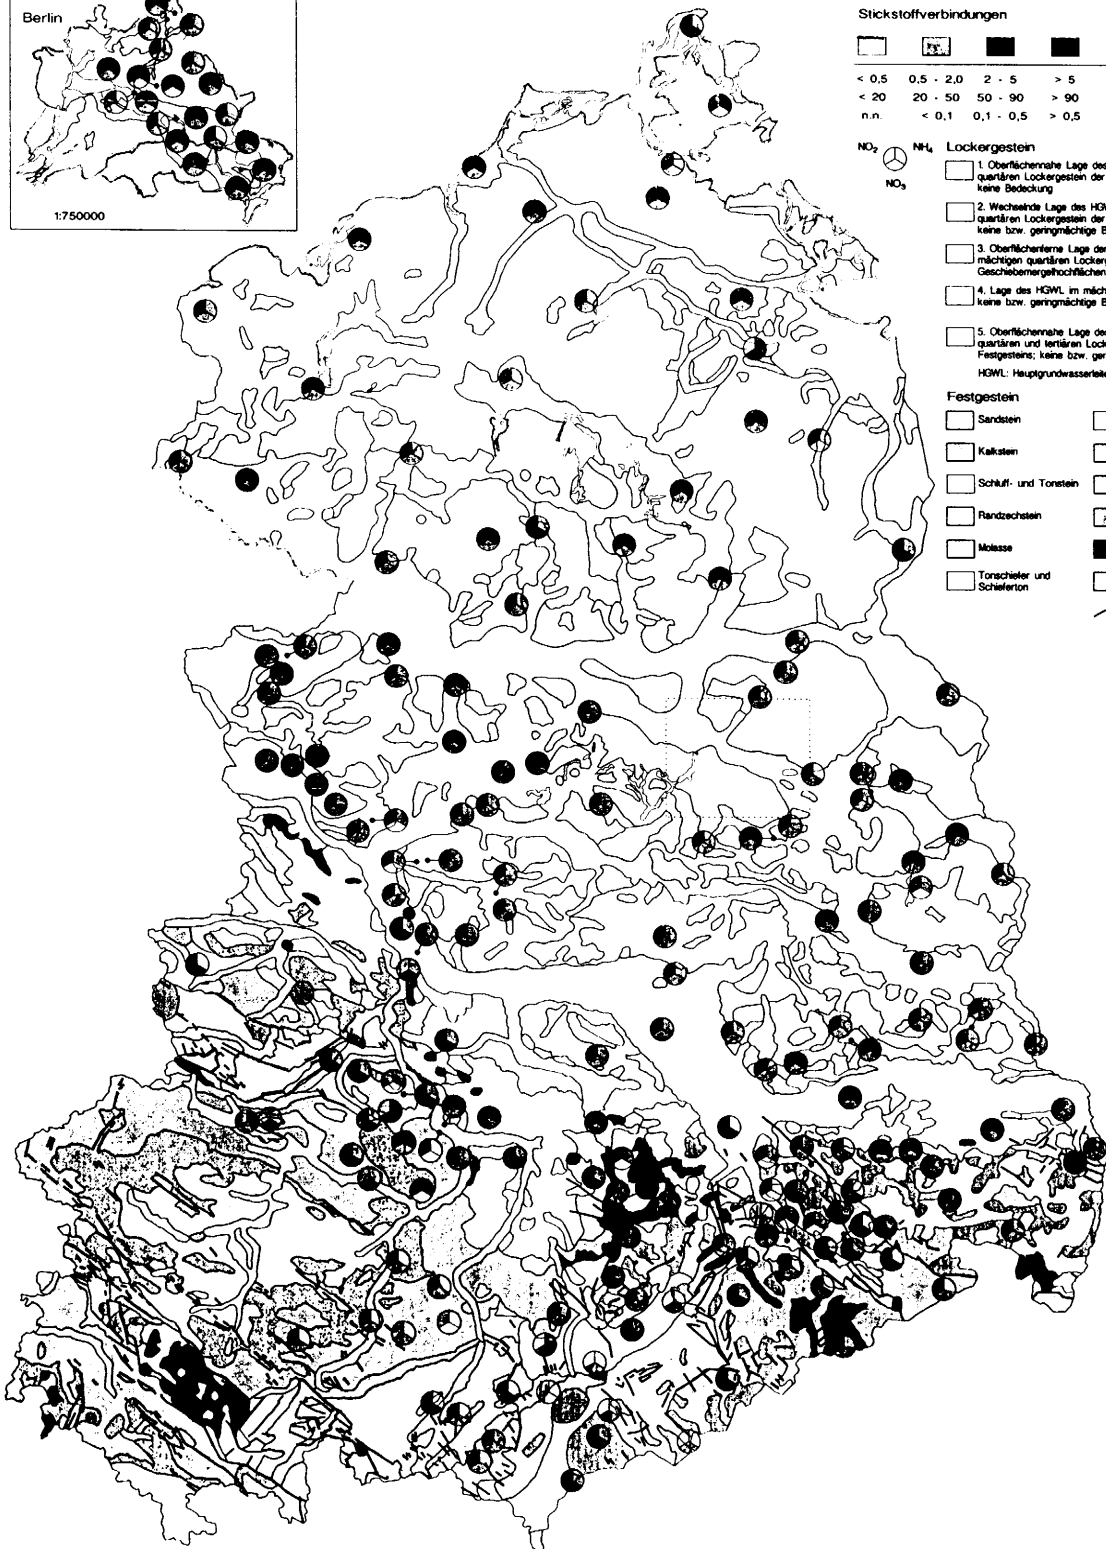 Berlin
1:750000
Stickstoffverbindungen
< 0,5 0,5 - 2,0 2 - 5 > 5
< 20 20 - 50 50 - 90 > 90
n.n. < 0,1 0,1 - 0,5 > 0,5
NO₂ NH₄
NO₃
Lockergestein
1. Oberflächennahe Lage des
quartären Lockergestein der
keine Bedeckung
2. Wechselnde Lage des HGW
quartären Lockergestein der
keine bzw. geringmächtige B
3. Oberflächenferne Lage der
mächtigen quartären Locker
Geschiebemergelhochflächen
4. Lage des HGWL im mäch
keine bzw. geringmächtige B
5. Oberflächennahe Lage des
quartären und tertiären Lock
Festgesteins; keine bzw. ger
HGWL: Hauptgrundwasserleite
Festgestein
Sandstein
Kalkstein
Schluff- und Tonstein
Randzechstein
Molasse
Tonschiefer und
Schieferton